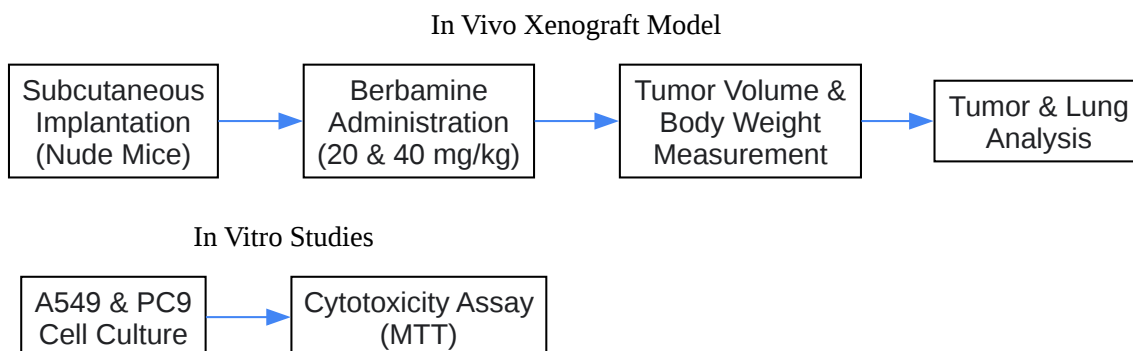 In Vivo Xenograft Model
Subcutaneous
Implantation
(Nude Mice)
Berbamine
Administration
(20 & 40 mg/kg)
Tumor Volume &
Body Weight
Measurement
Tumor & Lung
Analysis
In Vitro Studies
A549 & PC9
Cell Culture
Cytotoxicity Assay
(MTT)